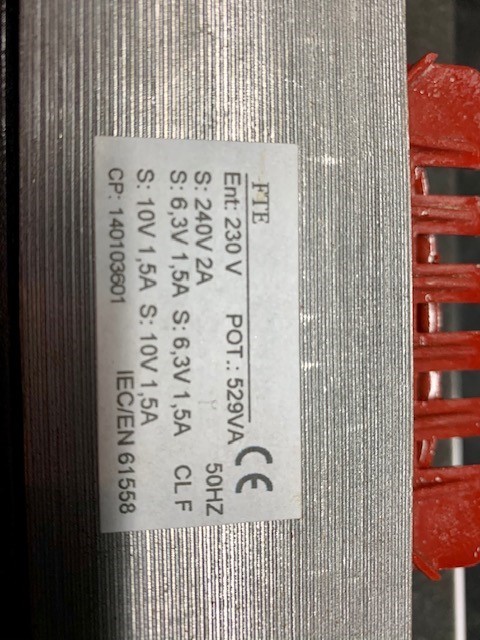 FTE CE
Ent: 230 V POT.: 529VA
S: 240V 2A 50HZ
S: 6,3V 1,5A S: 6,3V 1,5A CL F
S: 10V 1,5A S: 10V 1,5A
CP: 140103601 IEC/EN 61558